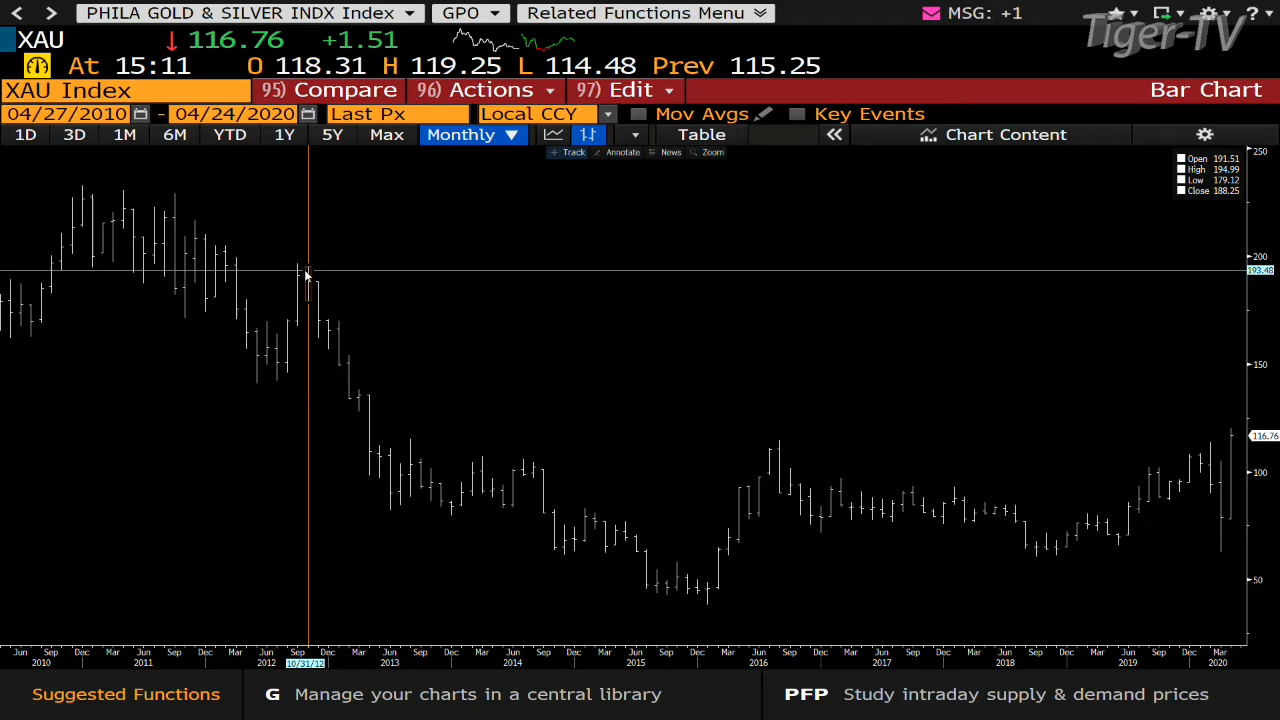 PHILA GOLD & SILVER INDX Index GPO Related Functions Menu MSG: +1 ?
Tiger-TV
XAU 116.76 +1.51
At 15:11 O 118.31 H 119.25 L 114.48 Prev 115.25
XAU Index 95) Compare 96) Actions 97) Edit Bar Chart
04/27/2010 - 04/24/2020 Last Px Local CCY Mov Avgs Key Events
1D 3D 1M 6M YTD 1Y 5Y Max Monthly Table Chart Content
Track Annotate News Zoom
250
Open 191.51
High 194.99
Low 179.12
Close 188.25
200
193.48
150
116.76
100
50
Jun Sep Dec Mar Jun Sep Dec Mar Jun Sep Dec Mar Jun Sep Dec Mar Jun Sep Dec Mar Jun Sep Dec Mar Jun Sep Dec Mar Jun Sep Dec Mar Jun Sep Dec Mar Jun Sep Dec Mar
2010 2011 2012 10/31/12 2013 2014 2015 2016 2017 2018 2019 2020
Suggested Functions G Manage your charts in a central library PFP Study intraday supply & demand prices